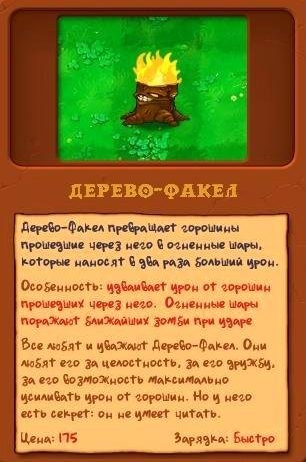 ДЕРЕВО-ФАКЕЛ
Дерево-Факел превращает горошины
прошедшие через него в огненные шары,
которые наносят в два раза больший урон.
Особенность: удваивает урон от горошин
прошедших через него. Огненные шары
поражают ближайших зомби при ударе
Все любят и уважают Дерево-Факел. Они
любят его за целостность, за его дружбу,
за его возможность максимально
усиливать урон от горошин. Но у него
есть секрет: он не умеет читать.
Цена: 175 Зарядка: Быстро